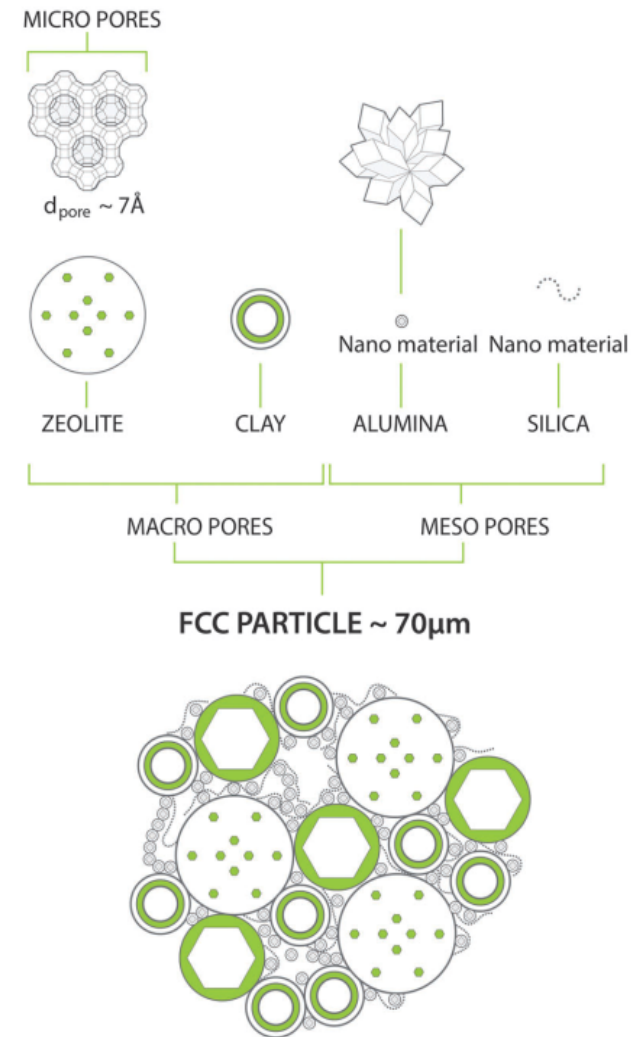 MICRO PORES
dpore ~ 7Å
Nano material Nano material
ZEOLITE CLAY ALUMINA SILICA
MACRO PORES MESO PORES
FCC PARTICLE ~ 70μm